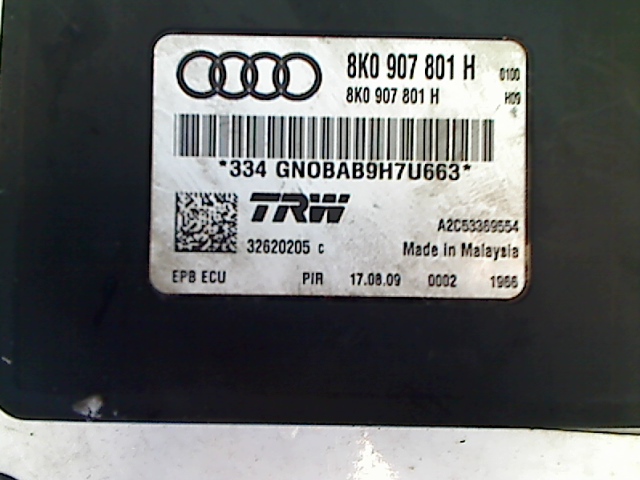 8K0 907 801 H 0100
8K0 907 801 H H09
*334 GNOBAB9H7U663*
TRW
A2C53369554
32620205 C Made in Malaysia
EPB ECU PIR 17.08.09 0002 1966